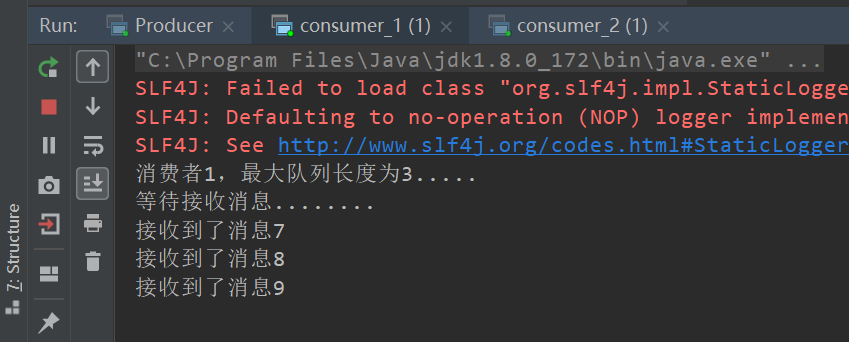 Run: Producer × consumer_1 (1) × consumer_2 (1) ×
"C:\Program Files\Java\jdk1.8.0_172\bin\java.exe" ...
SLF4J: Failed to load class "org.slf4j.impl.StaticLogge
SLF4J: Defaulting to no-operation (NOP) logger implemen
SLF4J: See http://www.slf4j.org/codes.html#StaticLogger
消费者1，最大队列长度为3.....
等待接收消息........
接收到了消息7
接收到了消息8
接收到了消息9
7: Structure